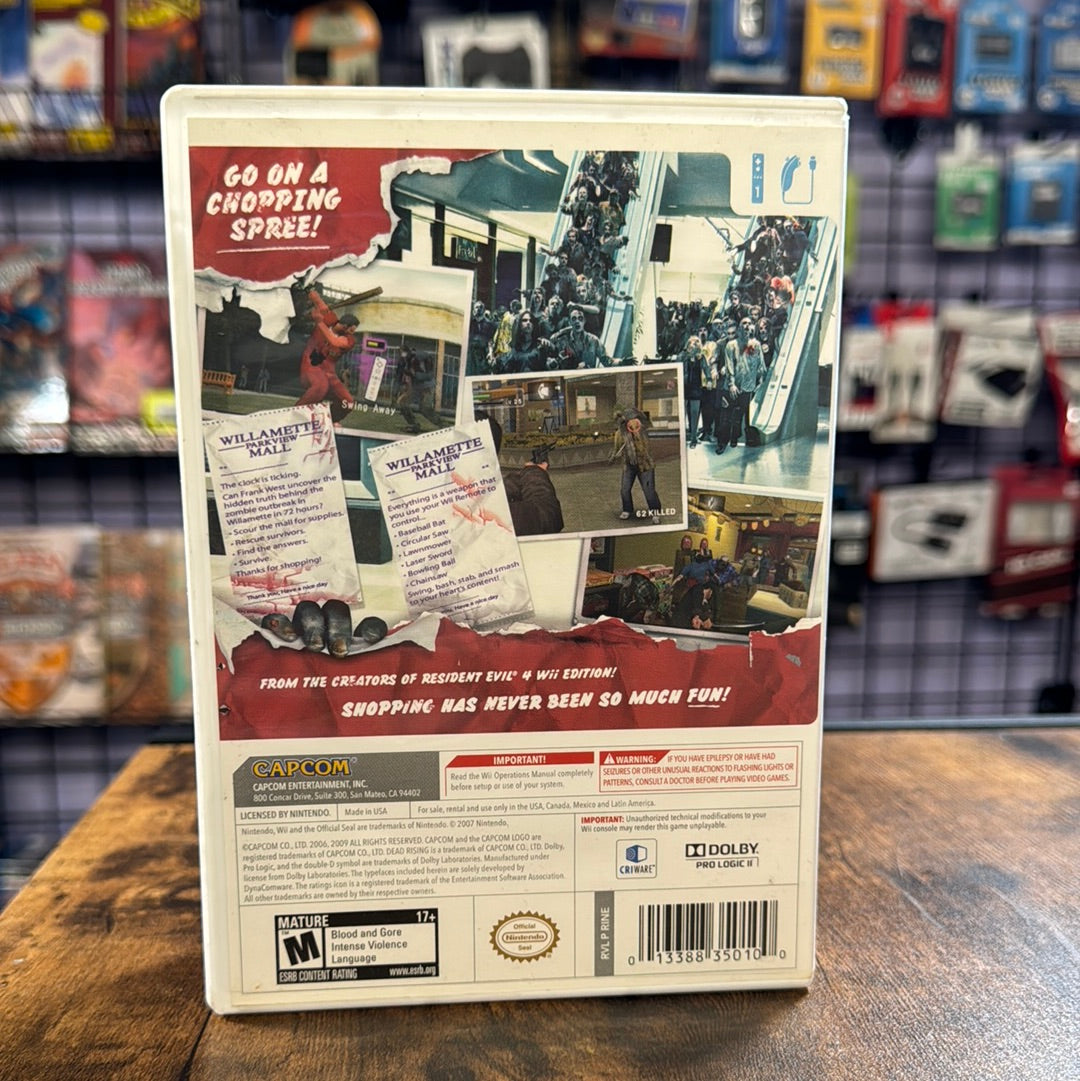 GO ON A
CHOPPING
SPREE!
1
Swing Away
WILLAMETTE
PARKVIEW
MALL
The clock is ticking.
Can Frank West uncover the
hidden truth behind the
zombie outbreak in
Willamette in 72 hours?
• Scour the mall for supplies.
• Rescue survivors.
• Find the answers.
• Survive.
Thanks for shopping!
Thank you, Have a nice day
WILLAMETTE
PARKVIEW
MALL
Everything is a weapon that
you use your Wii Remote to
control...
• Baseball Bat
• Circular Saw
• Lawnmower
• Laser Sword
• Bowling Ball
• Chainsaw
Swing, bash, stab, and smash
to your heart's content!
you, Have a nice day
62 KILLED
FROM THE CREATORS OF RESIDENT EVIL® 4 Wii EDITION!
SHOPPING HAS NEVER BEEN SO MUCH FUN!
CAPCOM®
CAPCOM ENTERTAINMENT, INC.
800 Concar Drive, Suite 300, San Mateo, CA 94402
IMPORTANT!
Read the Wii Operations Manual completely
before setup or use of your system.
WARNING: IF YOU HAVE EPILEPSY OR HAVE HAD
SEIZURES OR OTHER UNUSUAL REACTIONS TO FLASHING LIGHTS OR
PATTERNS, CONSULT A DOCTOR BEFORE PLAYING VIDEO GAMES.
LICENSED BY NINTENDO.
Made in USA
For sale, rental and use only in the USA, Canada, Mexico and Latin America.
Nintendo, Wii and the Official Seal are trademarks of Nintendo. © 2007 Nintendo.
©CAPCOM CO., LTD. 2006, 2009 ALL RIGHTS RESERVED. CAPCOM and the CAPCOM LOGO are
registered trademarks of CAPCOM CO., LTD. DEAD RISING is a trademark of CAPCOM CO., LTD. Dolby,
Pro Logic, and the double-D symbol are trademarks of Dolby Laboratories. Manufactured under
license from Dolby Laboratories. The typefaces included herein are solely developed by
DynaComware. The ratings icon is a registered trademark of the Entertainment Software Association.
All other trademarks are owned by their respective owners.
IMPORTANT: Unauthorized technical modifications to your
Wii console may render this game unplayable.
CRIWARE™
DOLBY
PRO LOGIC II
MATURE 17+
M
Blood and Gore
Intense Violence
Language
ESRB CONTENT RATING www.esrb.org
Official
Nintendo
Seal
RVL P RINE
0 13388 35010 0